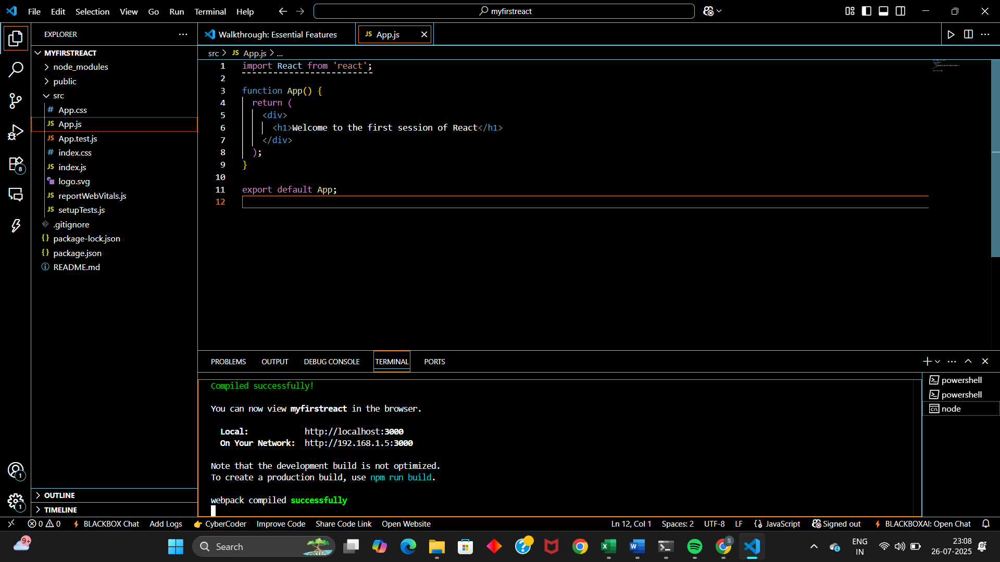 File Edit Selection View Go Run Terminal Help
myfirstreact
EXPLORER
Walkthrough: Essential Features
JS App.js
MYFIRSTREACT
node_modules
public
src
# App.css
JS App.js
JS App.test.js
# index.css
JS index.js
logo.svg
JS reportWebVitals.js
JS setupTests.js
.gitignore
{} package-lock.json
{} package.json
README.md
OUTLINE
TIMELINE
8
1
1
src > JS App.js > ...
1 import React from 'react';
2
3 function App() {
4 return (
5 <div>
6 <h1>Welcome to the first session of React</h1>
7 </div>
8 );
9 }
10
11 export default App;
12
PROBLEMS OUTPUT DEBUG CONSOLE TERMINAL PORTS
Compiled successfully!
You can now view myfirstreact in the browser.
Local: http://localhost:3000
On Your Network: http://192.168.1.5:3000
Note that the development build is not optimized.
To create a production build, use npm run build.
webpack compiled successfully
powershell
powershell
node
0 0 BLACKBOX Chat Add Logs CyberCoder Improve Code Share Code Link Open Website
Ln 12, Col 1 Spaces: 2 UTF-8 LF {} JavaScript Signed out BLACKBOXAI: Open Chat
9+
Search
S
ENG
IN
23:08
26-07-2025